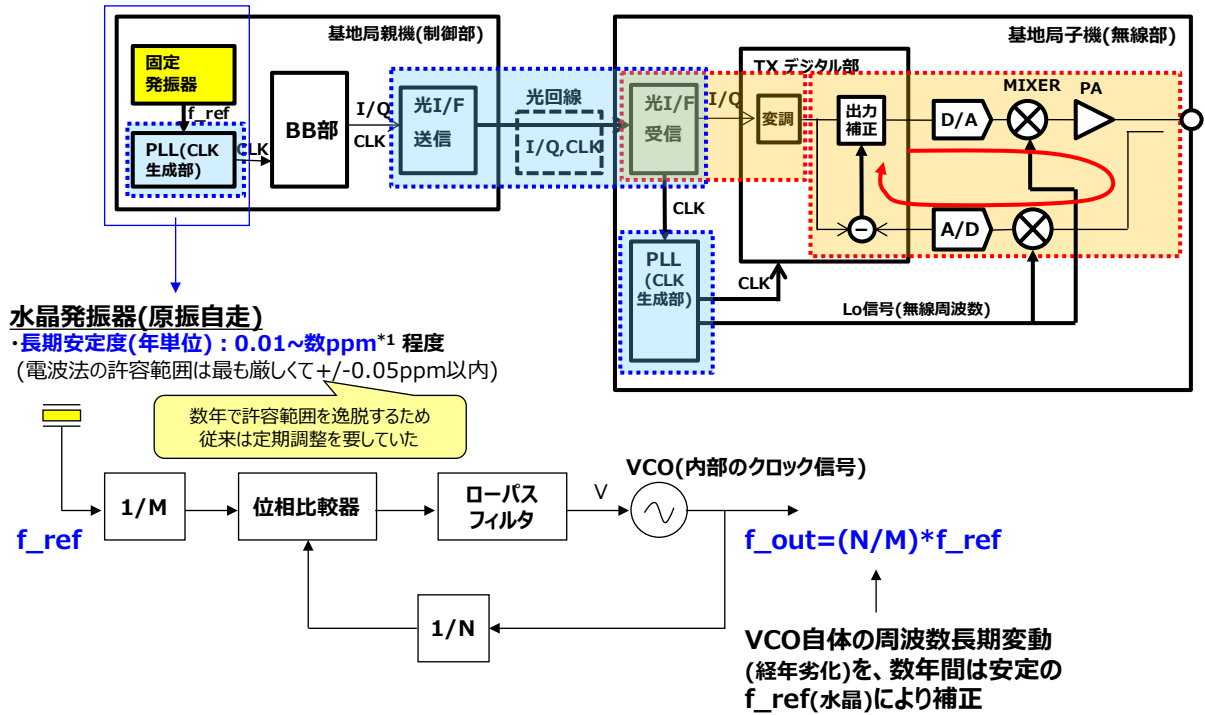 基地局親機(制御部)
固定
発振器
f_ref
PLL(CLK
生成部)
CLK
BB部
I/Q
CLK
光I/F
送信
光回線
I/Q,CLK
基地局子機(無線部)
光I/F
受信
I/Q
TX デジタル部
変調
出力
補正
D/A
MIXER
PA
−
A/D
CLK
PLL
(CLK
生成部)
CLK
Lo信号(無線周波数)
水晶発振器(原振自走)
・長期安定度(年単位)：0.01~数ppm*1 程度
(電波法の許容範囲は最も厳しくて+/-0.05ppm以内)
数年で許容範囲を逸脱するため
従来は定期調整を要していた
f_ref
1/M
位相比較器
ローパス
フィルタ
V
VCO(内部のクロック信号)
f_out=(N/M)*f_ref
1/N
VCO自体の周波数長期変動
(経年劣化)を、数年間は安定の
f_ref(水晶)により補正